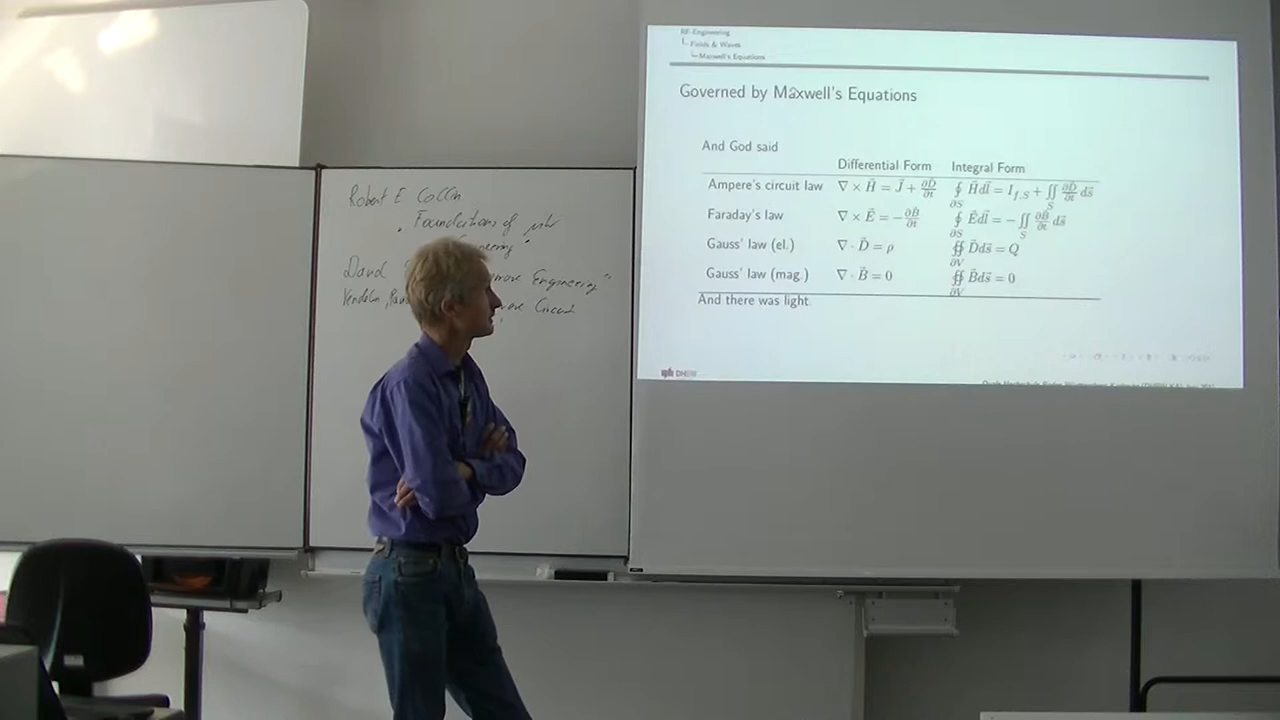 Robert E Collin
"Foundations of
David
Engineering"
RF-Engineering
Fields & Waves
Maxwell's Equations
Governed by Maxwell's Equations
And God said
Differential Form Integral Form
Ampere's circuit law ∇ × H⃗ = J⃗ + ∂D⃗/∂t ∮_∂S H⃗dl⃗ = I_f,S + ∬_S ∂D⃗/∂t ds⃗
Faraday's law ∇ × E⃗ = −∂B⃗/∂t ∮_∂S E⃗dl⃗ = −∬_S ∂B⃗/∂t ds⃗
Gauss' law (el.) ∇ · D⃗ = ρ ∯_∂V D⃗ds⃗ = Q
Gauss' law (mag.) ∇ · B⃗ = 0 ∯_∂V B⃗ds⃗ = 0
And there was light